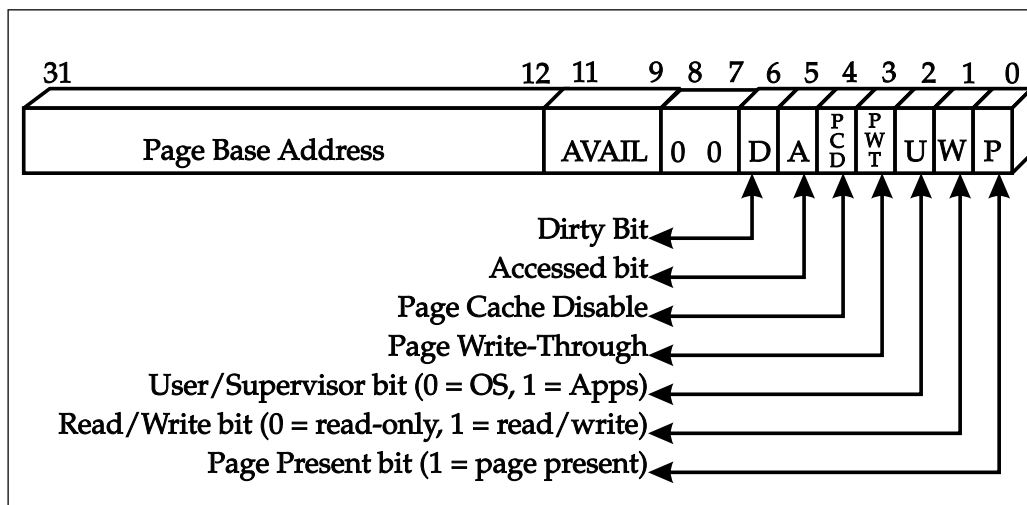 31 12 11 9 8 7 6 5 4 3 2 1 0
Page Base Address AVAIL 0 0 D A PCD PWT U W P
Dirty Bit
Accessed bit
Page Cache Disable
Page Write-Through
User/Supervisor bit (0 = OS, 1 = Apps)
Read/Write bit (0 = read-only, 1 = read/write)
Page Present bit (1 = page present)